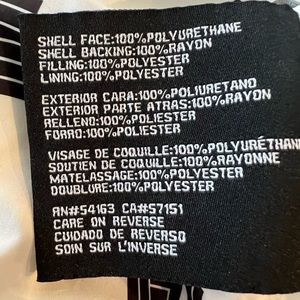 SHELL FACE:100%POLYURETHANE
SHELL BACKING:100%RAYON
FILLING:100%POLYESTER
LINING:100%POLYESTER
EXTERIOR CARA:100%POLIURETANO
EXTERIOR PARTE ATRAS:100%RAYON
RELLENO:100%POLIESTER
FORRO:100%POLIESTER
VISAGE DE COQUILLE:100%POLYURÉTHANE
SOUTIEN DE COQUILLE:100%RAYONNE
MATELASSAGE:100%POLYESTER
DOUBLURE:100%POLYESTER
RN#54163 CA#57151
CARE ON REVERSE
CUIDADO DE REVERSO
SOIN SUR L'INVERSE